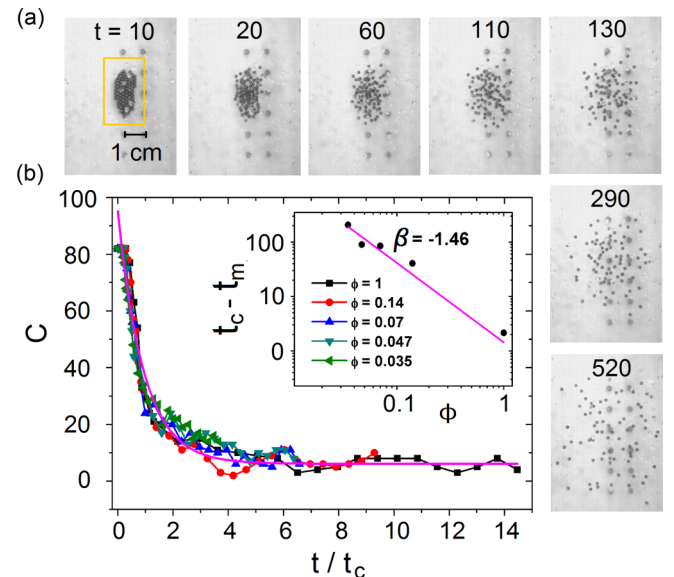 (a)
t = 10
20
60
110
130
1 cm
(b)
290
520
100
80
60
40
20
0
C
0 2 4 6 8 10 12 14
t / t_c
t_c - t_m
100
10
0
β = -1.46
ϕ = 1
ϕ = 0.14
ϕ = 0.07
ϕ = 0.047
ϕ = 0.035
0.1 ϕ 1